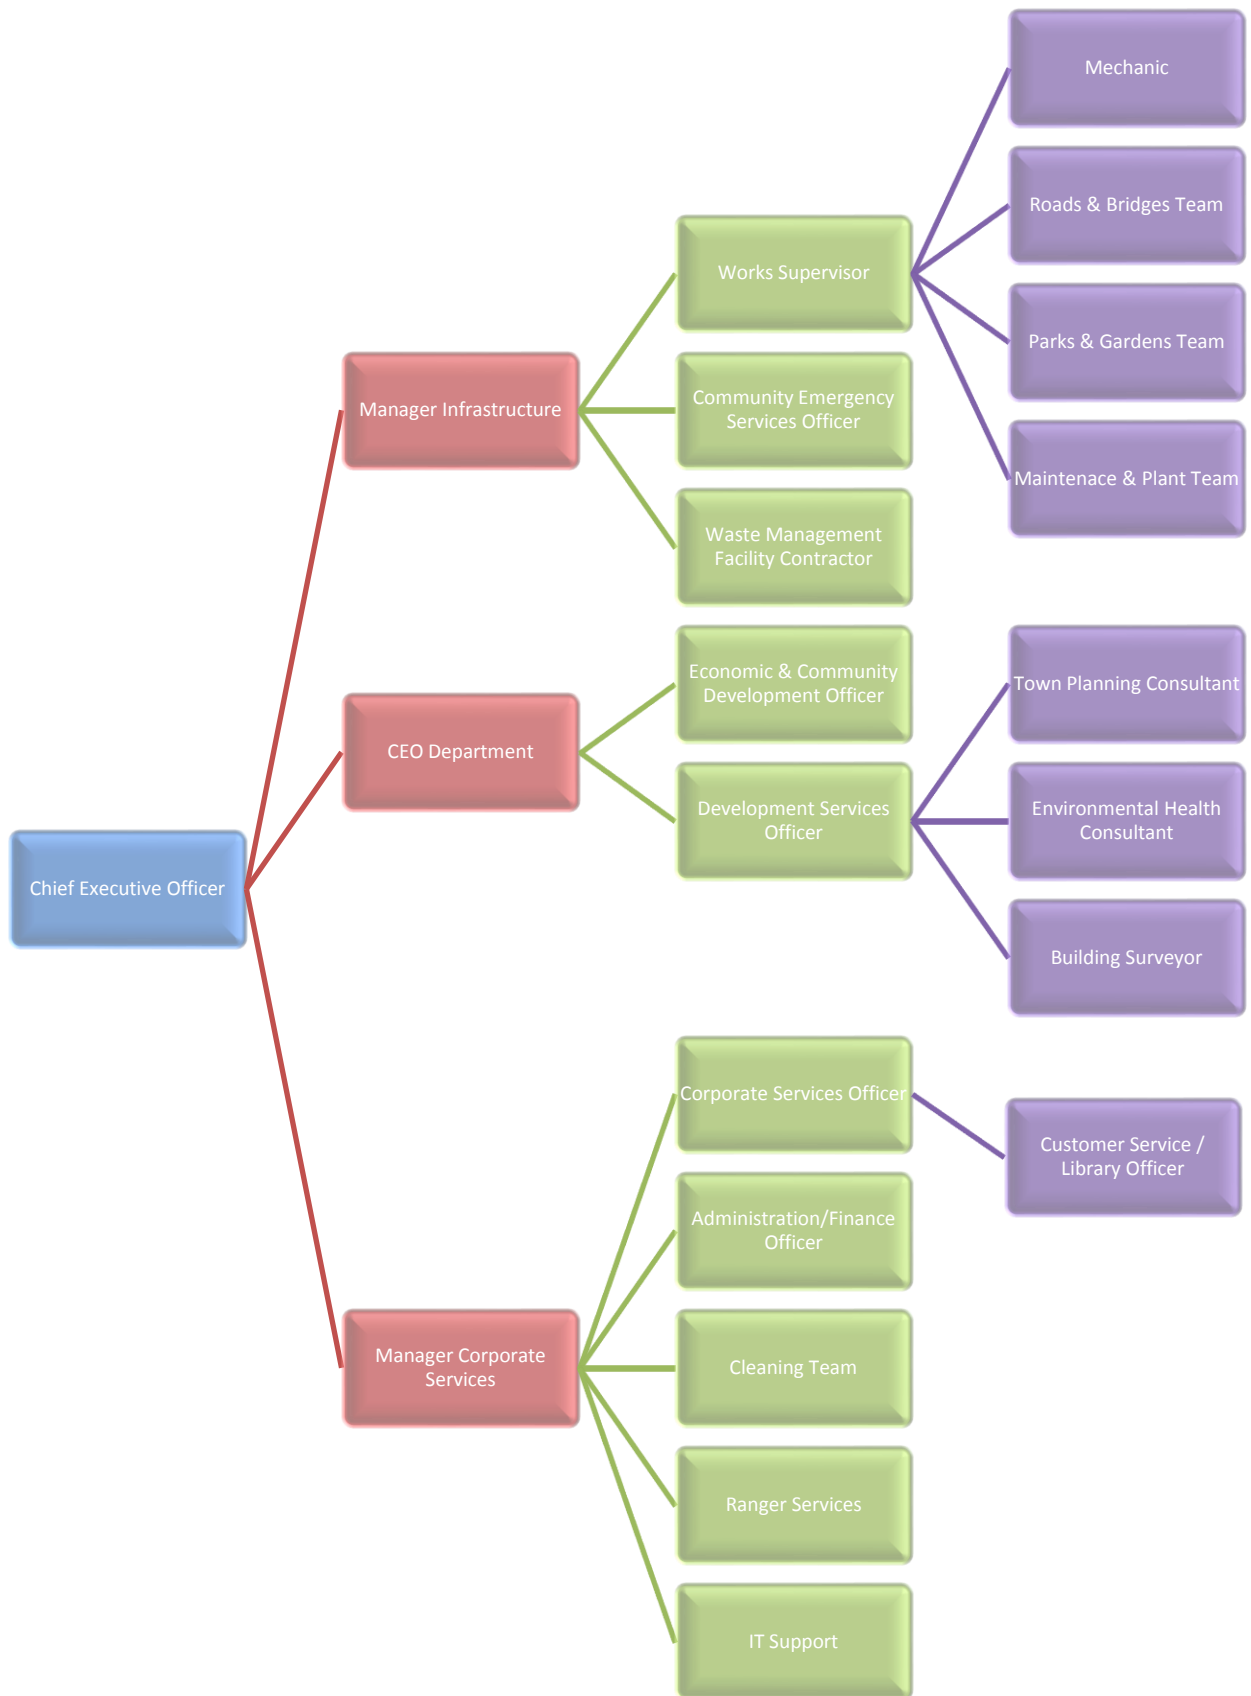 Mechanic
Roads & Bridges Team
Works Supervisor
Parks & Gardens Team
Manager Infrastructure
Community Emergency
Services Officer
Maintenace & Plant Team
Waste Management
Facility Contractor
Economic & Community
Development Officer
Town Planning Consultant
CEO Department
Development Services
Officer
Environmental Health
Consultant
Chief Executive Officer
Building Surveyor
Corporate Services Officer
Customer Service /
Library Officer
Administration/Finance
Officer
Manager Corporate
Services
Cleaning Team
Ranger Services
IT Support